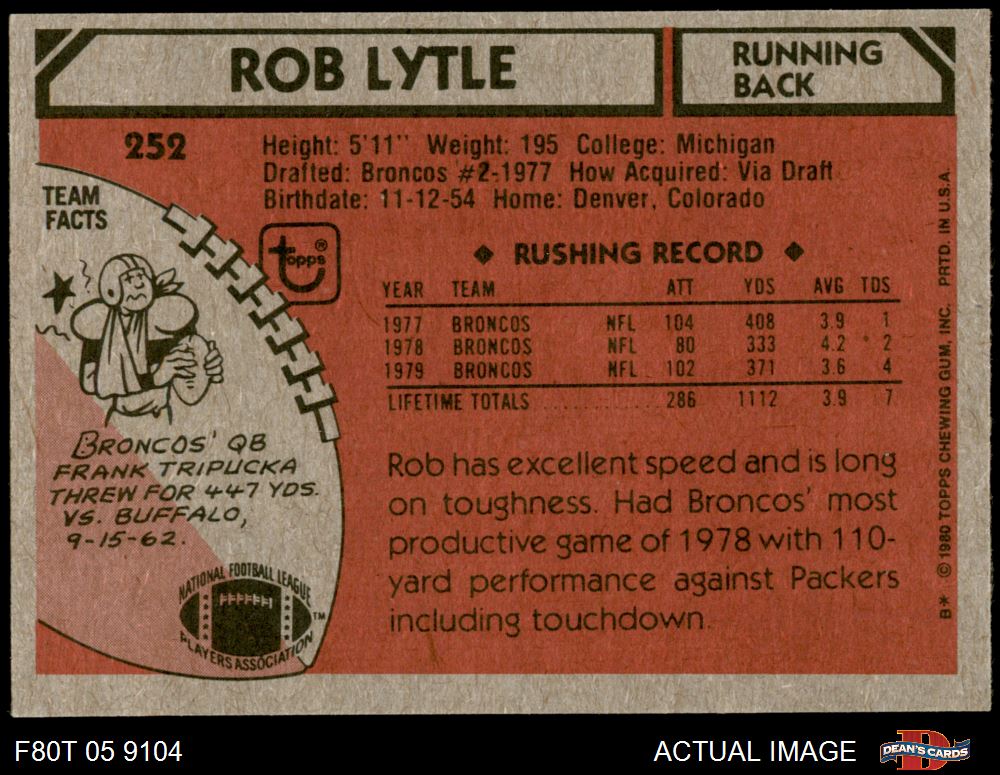 ROB LYTLE
RUNNING
BACK
252
Height: 5'11" Weight: 195 College: Michigan
Drafted: Broncos #2-1977 How Acquired: Via Draft
Birthdate: 11-12-54 Home: Denver, Colorado
TEAM
FACTS
BRONCOS' QB
FRANK TRIPUCKA
THREW FOR 447 YDS.
VS. BUFFALO,
9-15-62.
NATIONAL FOOTBALL LEAGUE
PLAYERS ASSOCIATION
TM
topps ®
◆ RUSHING RECORD ◆
YEAR TEAM ATT YDS AVG TDS
1977 BRONCOS NFL 104 408 3.9 1
1978 BRONCOS NFL 80 333 4.2 2
1979 BRONCOS NFL 102 371 3.6 4
LIFETIME TOTALS 286 1112 3.9 7
Rob has excellent speed and is long
on toughness. Had Broncos' most
productive game of 1978 with 110-
yard performance against Packers
including touchdown.
B* © 1980 TOPPS CHEWING GUM, INC. PRTD. IN U.S.A.
F80T 05 9104
ACTUAL IMAGE
D
DEAN'S CARDS